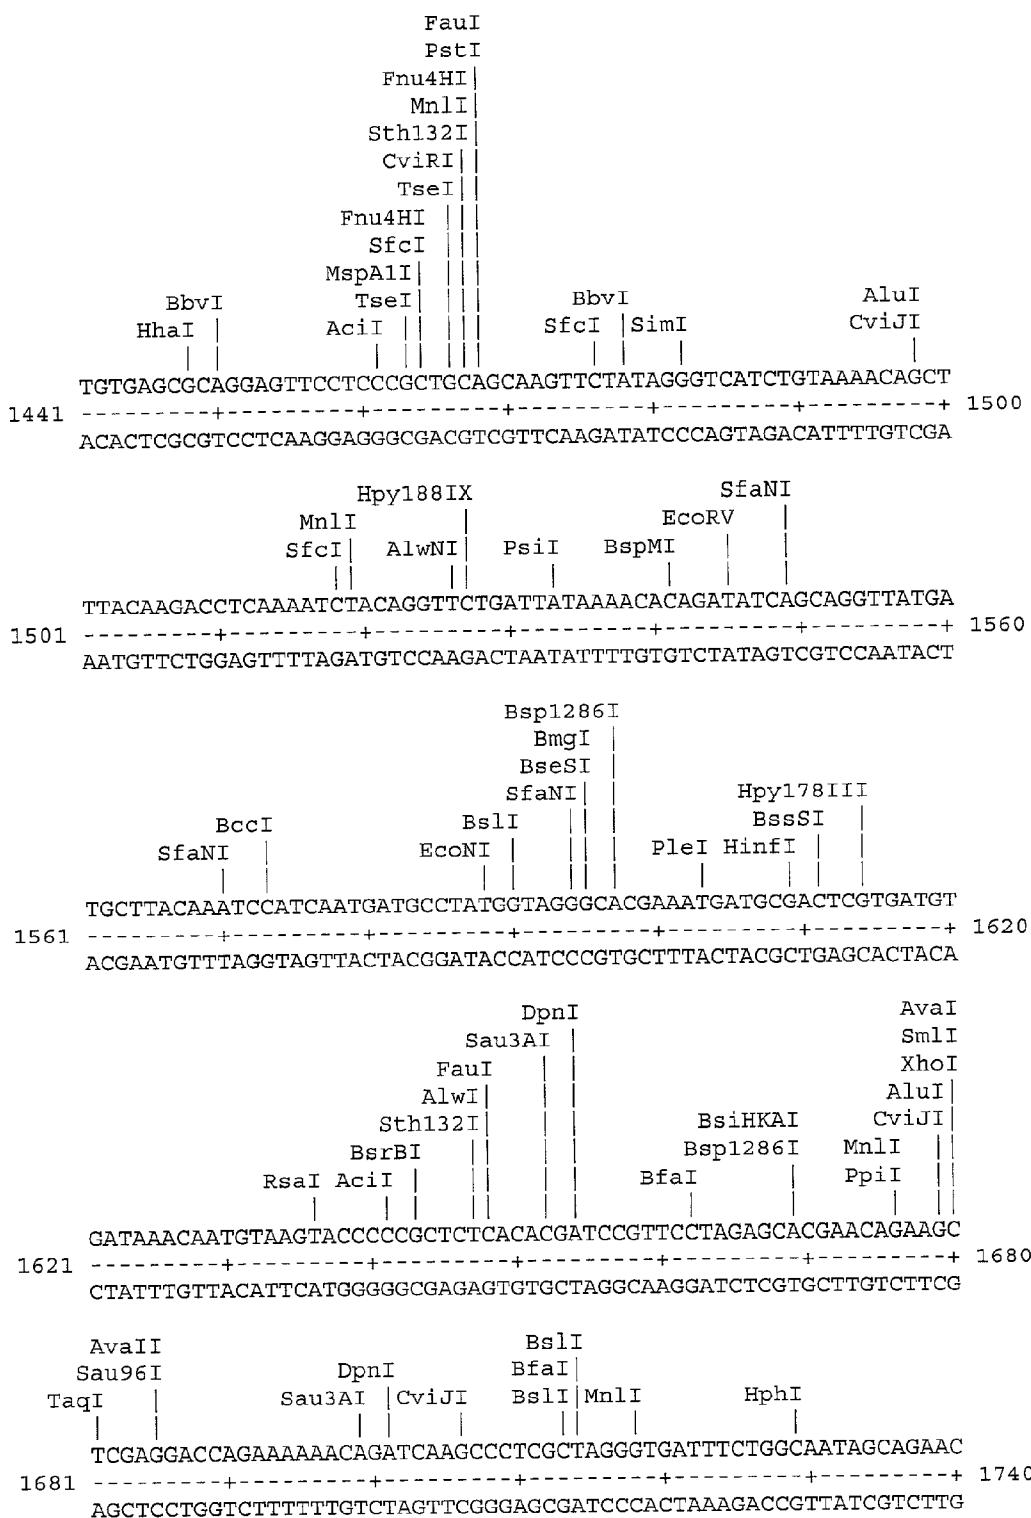 FauI
PstI
Fnu4HI
MnlI
Sth132I
CviRI
TseI
Fnu4HI
SfcI
MspA1I
BbvI TseI BbvI AluI
HhaI AciI SfcI SimI CviJI
TGTGAGCGCAGGAGTTCCTCCCGCTGCAGCAAGTTCTATAGGGTCATCTGTAAAACAGCT
1441 ---------+---------+---------+---------+---------+---------+ 1500
ACACTCGCGTCCTCAAGGAGGGCGACGTCGTTCAAGATATCCCAGTAGACATTTTGTCGA
Hpy188IX SfaNI
MnlI EcoRV
SfcI AlwNI PsiI BspMI
TTACAAGACCTCAAAATCTACAGGTTCTGATTATAAAACACAGATATCAGCAGGTTATGA
1501 ---------+---------+---------+---------+---------+---------+ 1560
AATGTTCTGGAGTTTTAGATGTCCAAGACTAATATTTTGTGTCTATAGTCGTCCAATACT
Bsp1286I
BmgI
BseSI
SfaNI Hpy178III
BccI BslI BssSI
SfaNI EcoNI PleI HinfI
TGCTTACAAATCCATCAATGATGCCTATGGTAGGGCACGAAATGATGCGACTCGTGATGT
1561 ---------+---------+---------+---------+---------+---------+ 1620
ACGAATGTTTAGGTAGTTACTACGGATACCATCCCGTGCTTTACTACGCTGAGCACTACA
DpnI AvaI
Sau3AI SmlI
FauI XhoI
AlwI AluI
Sth132I BsiHKAI CviJI
BsrBI Bsp1286I MnlI
RsaI AciI BfaI PpiI
GATAAACAATGTAAGTACCCCCGCTCTCACACGATCCGTTCCTAGAGCACGAACAGAAGC
1621 ---------+---------+---------+---------+---------+---------+ 1680
CTATTTGTTACATTCATGGGGGCGAGAGTGTGCTAGGCAAGGATCTCGTGCTTGTCTTCG
AvaII BslI
Sau96I DpnI BfaI
TaqI Sau3AI CviJI BslI MnlI HphI
TCGAGGACCAGAAAAAACAGATCAAGCCCTCGCTAGGGTGATTTCTGGCAATAGCAGAAC
1681 ---------+---------+---------+---------+---------+---------+ 1740
AGCTCCTGGTCTTTTTTGTCTAGTTCGGGAGCGATCCCACTAAAGACCGTTATCGTCTTG